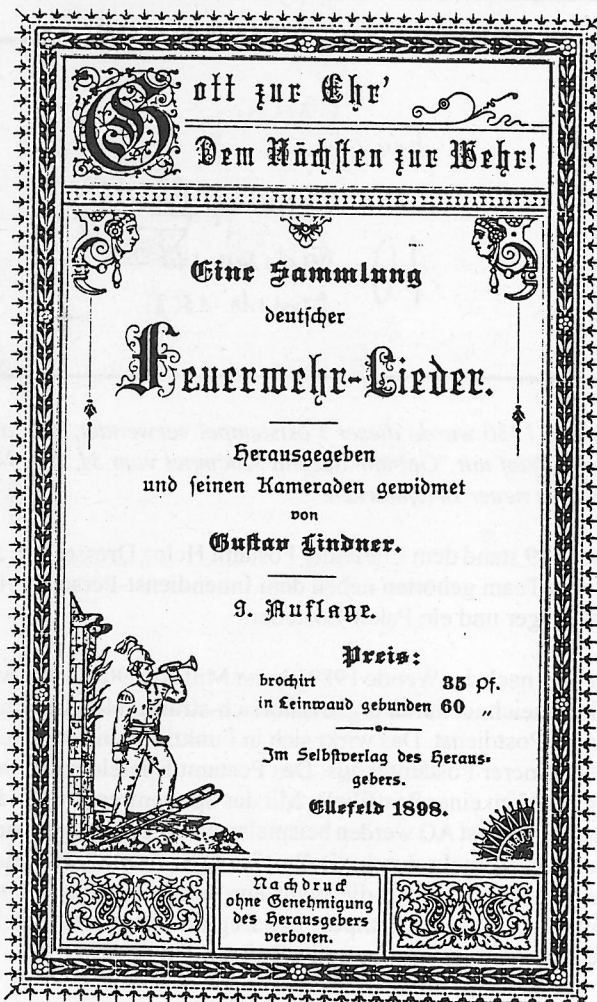 Gott zur Ehr'
Dem Nächsten zur Wehr!
Eine Sammlung
deutscher
Feuerwehr-Lieder.
Herausgegeben
und seinen Kameraden gewidmet
von
Gustav Lindner.
9. Auflage.
Preis:
brochirt 35 Pf.
in Leinwand gebunden 60 „
Im Selbstverlag des Heraus-
gebers.
Ellefeld 1898.
Nachdruck
ohne Genehmigung
des Herausgebers
verboten.